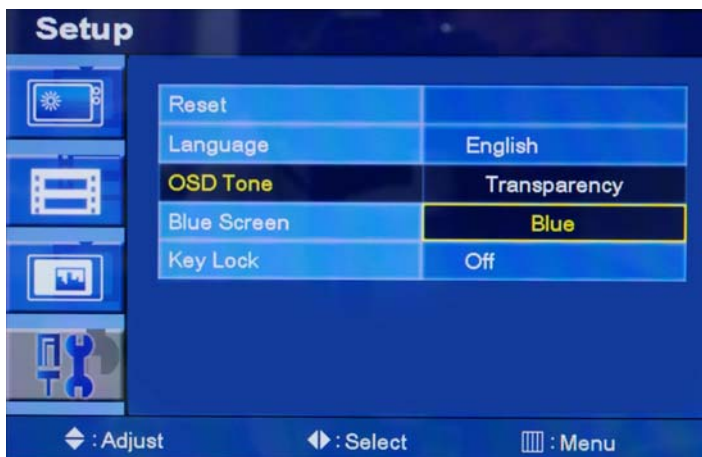 Setup
Reset
Language English
OSD Tone Transparency
Blue Screen Blue
Key Lock Off
: Adjust : Select : Menu